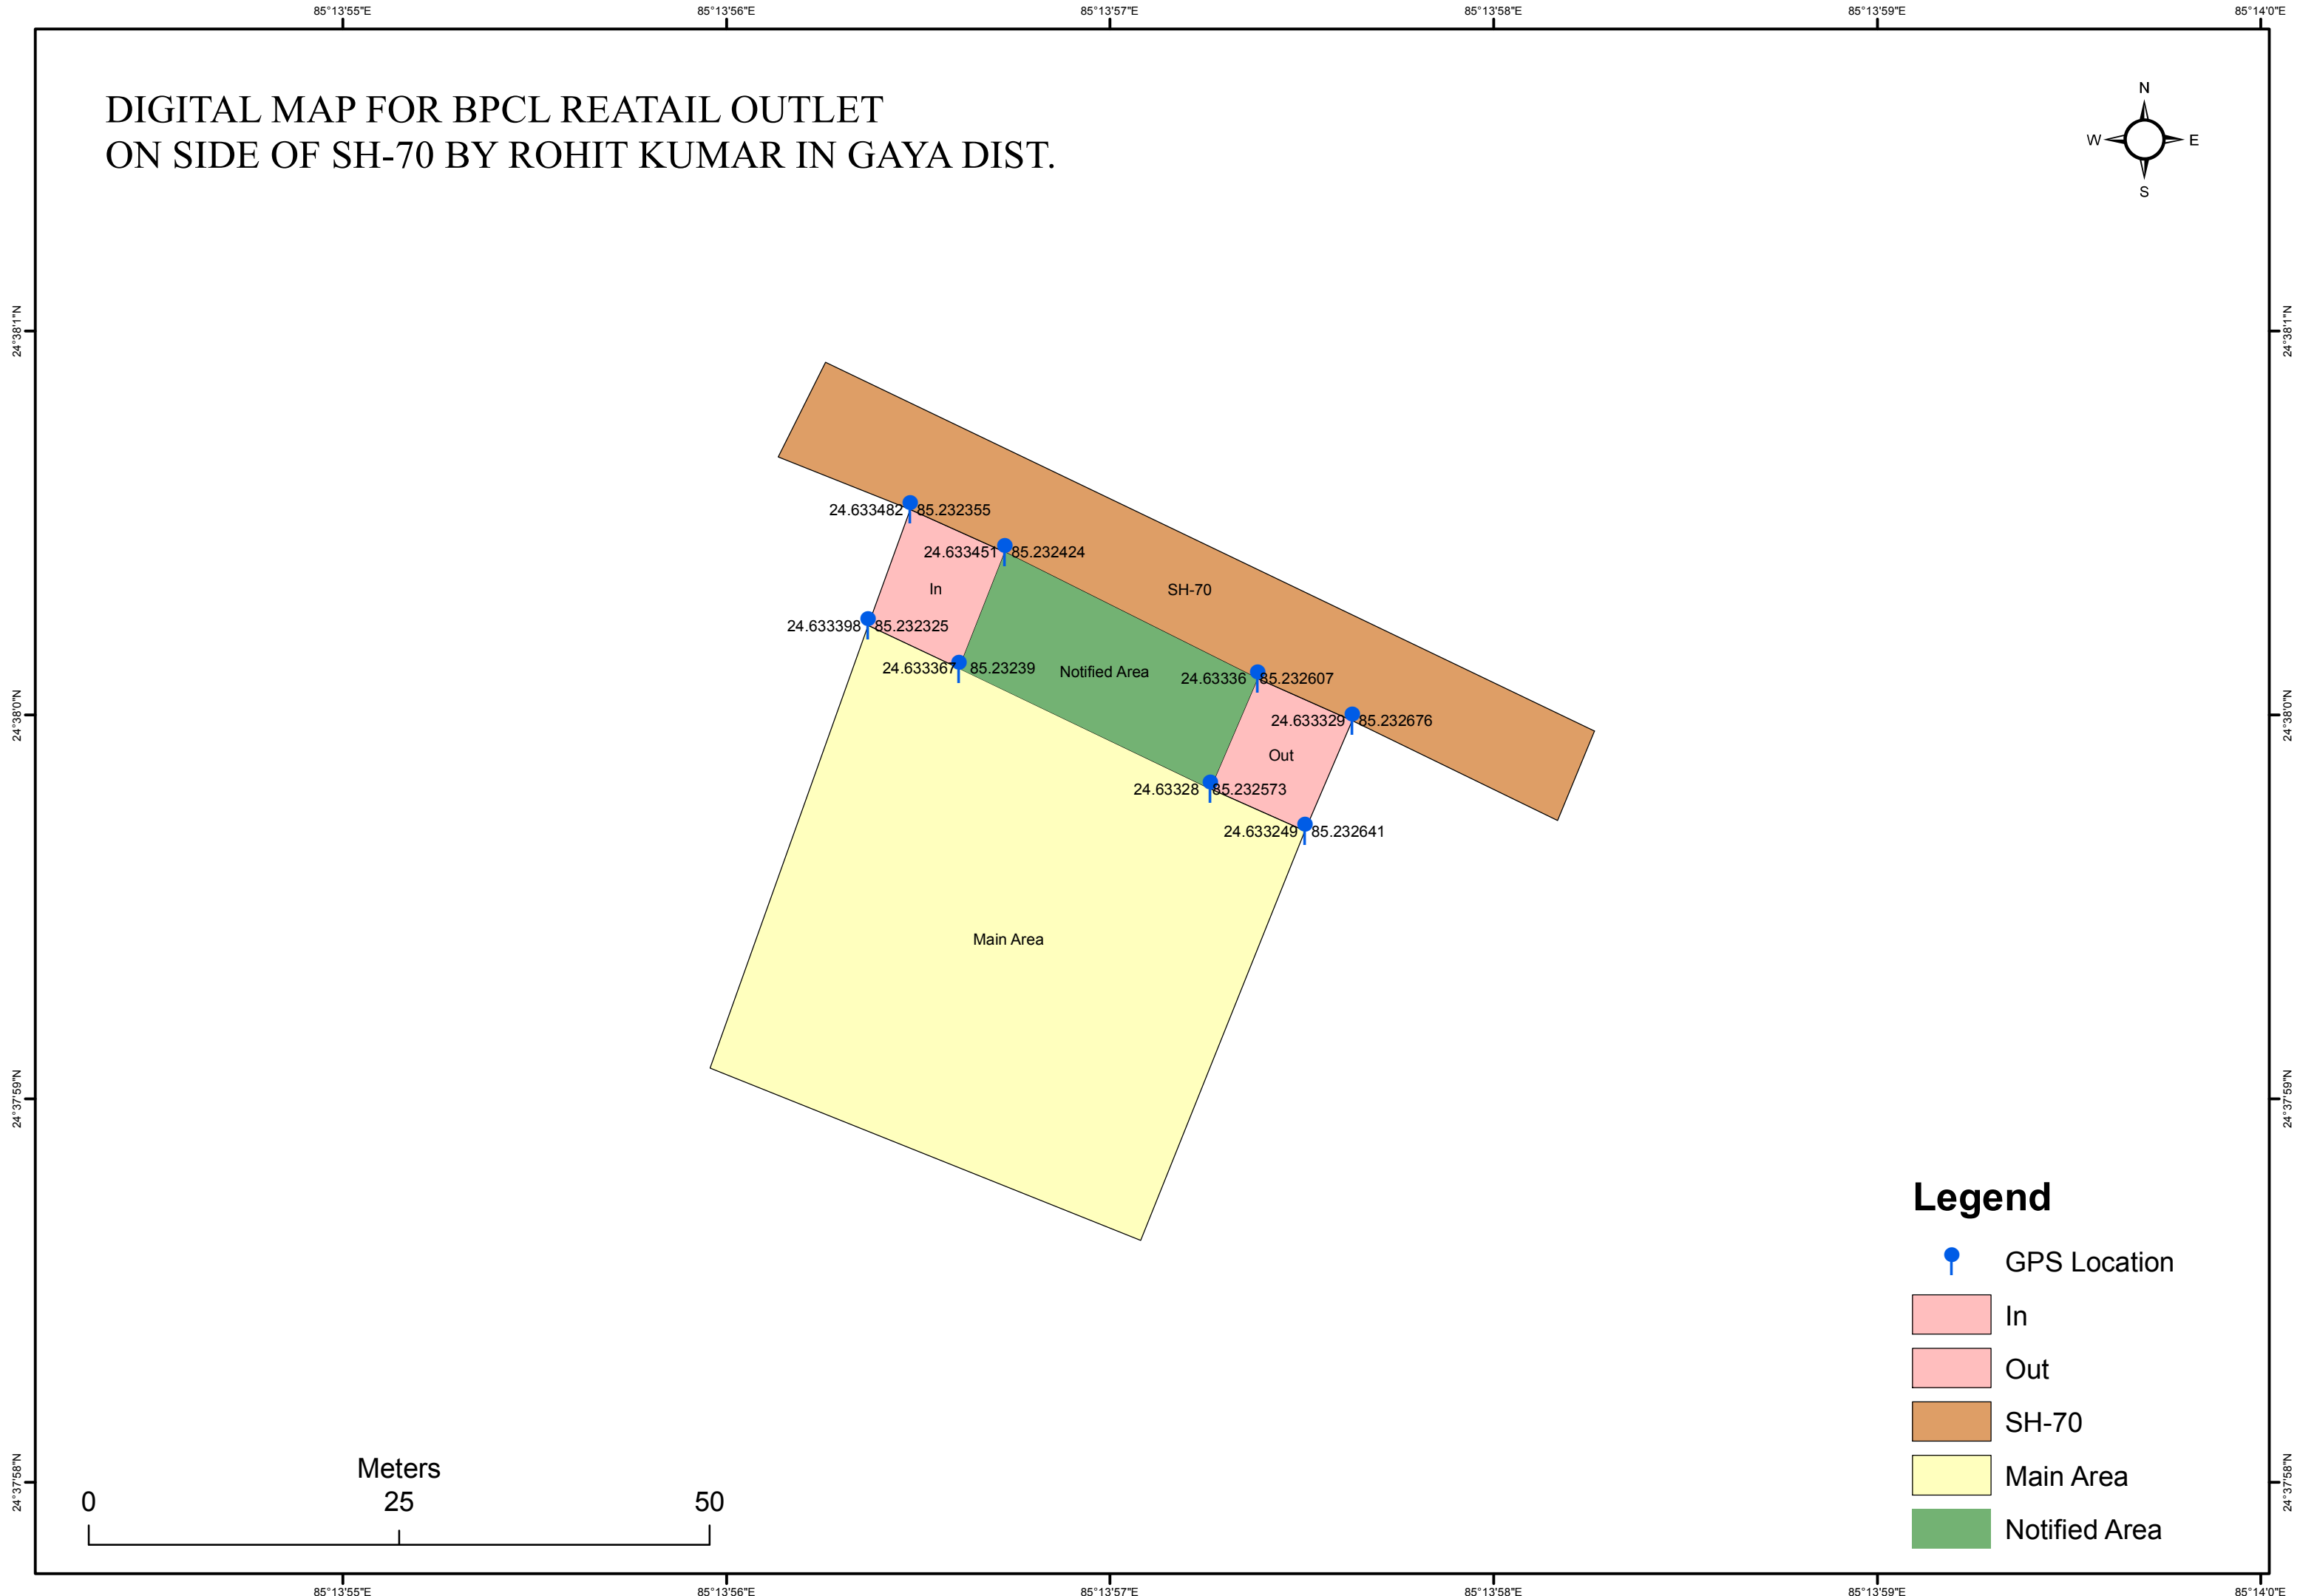 85°13'55"E 85°13'56"E 85°13'57"E 85°13'58"E 85°13'59"E 85°14'0"E
DIGITAL MAP FOR BPCL REATAIL OUTLET
ON SIDE OF SH-70 BY ROHIT KUMAR IN GAYA DIST.
N
W E
S
24°38'1"N 24°38'1"N
24.633482 85.232355
24.633451 85.232424
In
SH-70
24.633398 85.232325
24.633367 85.23239
Notified Area
24.63336 85.232607
24°38'0"N 24°38'0"N
24.633329 85.232676
Out
24.63328 85.232573
24.633249 85.232641
Main Area
24°37'59"N 24°37'59"N
Legend
GPS Location
In
Out
SH-70
Main Area
Notified Area
Meters
0 25 50
24°37'58"N 24°37'58"N
85°13'55"E 85°13'56"E 85°13'57"E 85°13'58"E 85°13'59"E 85°14'0"E